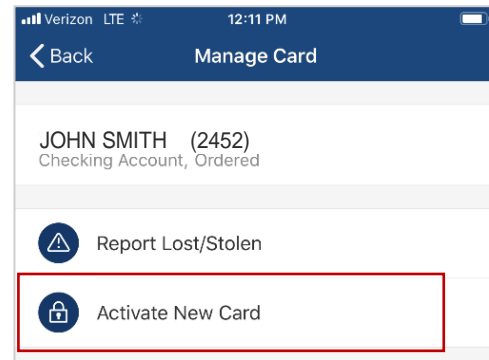 Verizon LTE 12:11 PM
Back Manage Card
JOHN SMITH (2452)
Checking Account, Ordered
Report Lost/Stolen
Activate New Card